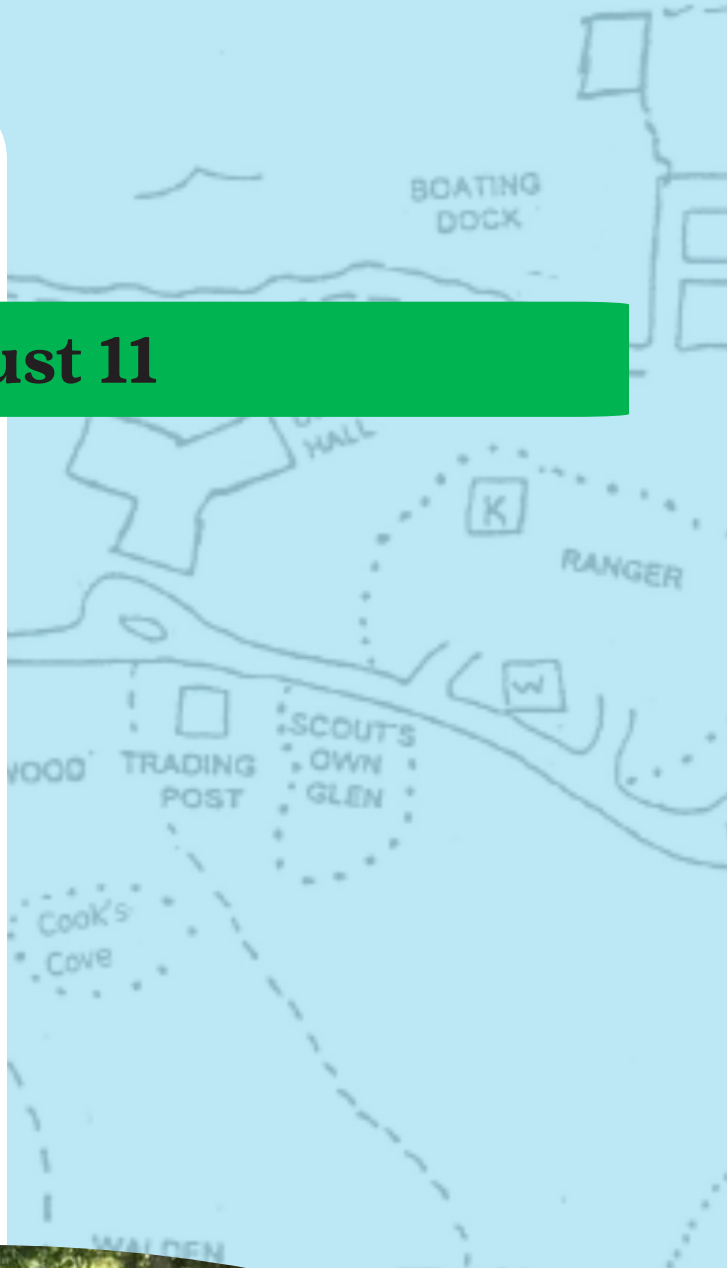 BOATING
DOCK
ust 11
HALL
K
RANGER
W
SCOUT'S
OWN
GLEN
WOOD
TRADING
POST
Cook's
Cove
WALDEN